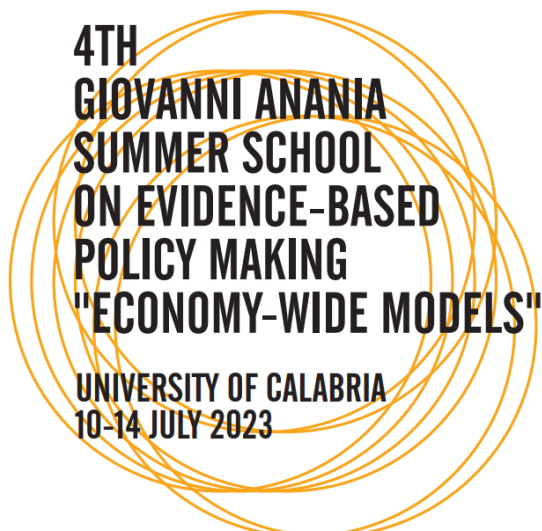 4TH
GIOVANNI ANANIA
SUMMER SCHOOL
ON EVIDENCE-BASED
POLICY MAKING
"ECONOMY-WIDE MODELS"
UNIVERSITY OF CALABRIA
10-14 JULY 2023